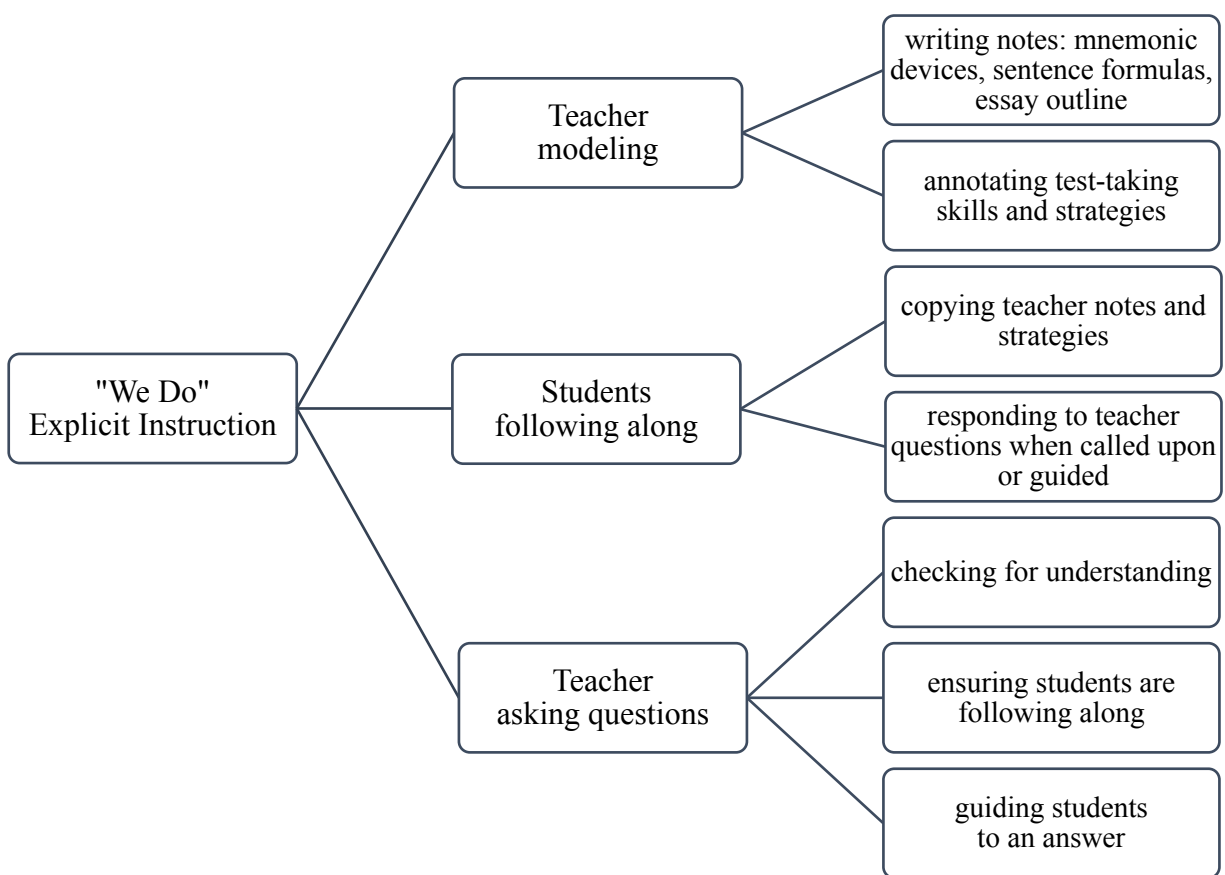 writing notes: mnemonic
devices, sentence formulas,
essay outline
Teacher
modeling
annotating test-taking
skills and strategies
copying teacher notes and
strategies
"We Do"
Explicit Instruction
Students
following along
responding to teacher
questions when called upon
or guided
checking for understanding
Teacher
asking questions
ensuring students are
following along
guiding students
to an answer